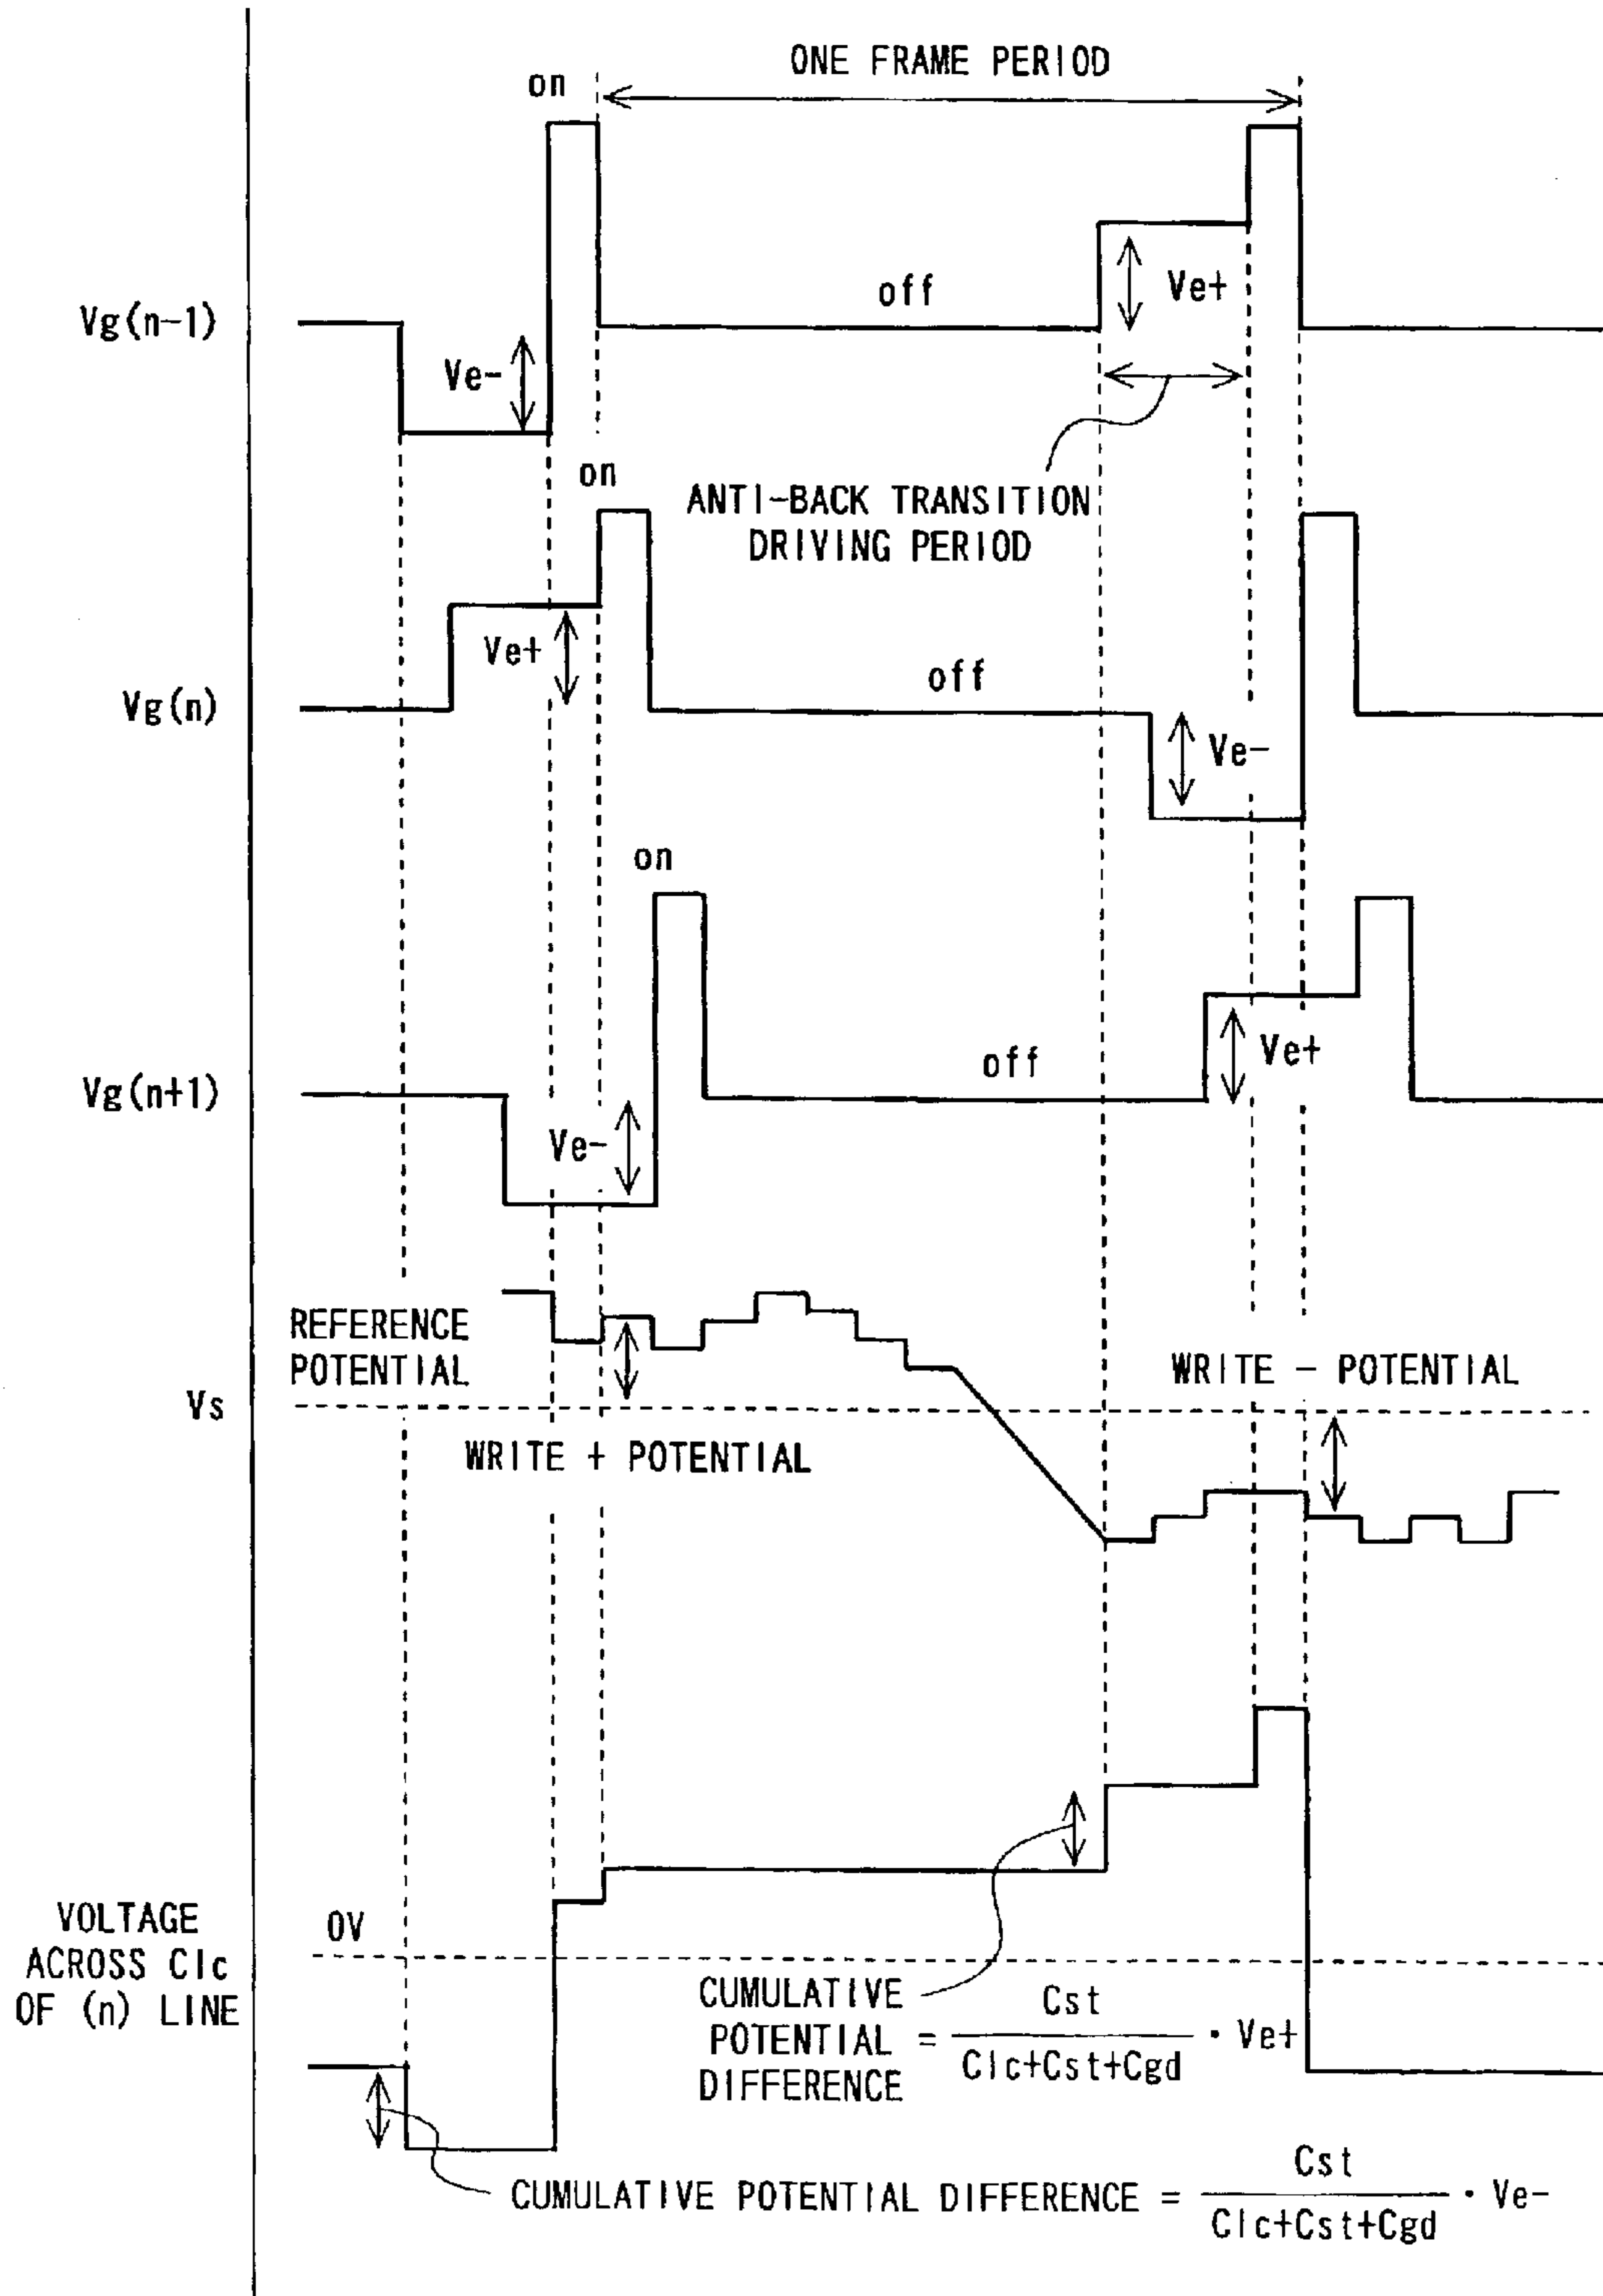 ONE FRAME PERIOD
on
Vg(n-1)
off
Ve+
Ve-
on
ANTI-BACK TRANSITION
DRIVING PERIOD
Ve+
Vg(n)
off
Ve-
on
Vg(n+1)
off
Ve+
Ve-
REFERENCE
POTENTIAL
WRITE - POTENTIAL
Vs
WRITE + POTENTIAL
VOLTAGE
ACROSS Clc
OF (n) LINE
0V
CUMULATIVE
POTENTIAL
DIFFERENCE
= Cst
Clc+Cst+Cgd
· Ve+
CUMULATIVE POTENTIAL DIFFERENCE = Cst
Clc+Cst+Cgd
· Ve-